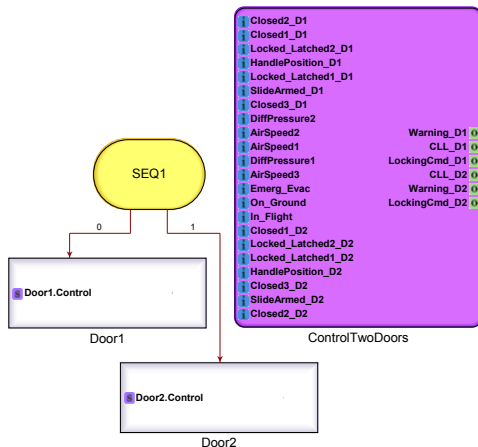 Closed2_D1
Closed1_D1
Locked_Latched2_D1
HandlePosition_D1
Locked_Latched1_D1
SlideArmed_D1
Closed3_D1
DiffPressure2
AirSpeed2 Warning_D1
AirSpeed1 CLL_D1
DiffPressure1 LockingCmd_D1
AirSpeed3 CLL_D2
Emerg_Evac Warning_D2
On_Ground LockingCmd_D2
In_Flight
Closed1_D2
Locked_Latched2_D2
Locked_Latched1_D2
HandlePosition_D2
Closed3_D2
SlideArmed_D2
Closed2_D2
ControlTwoDoors
SEQ1
0 1
S Door1.Control
Door1
S Door2.Control
Door2